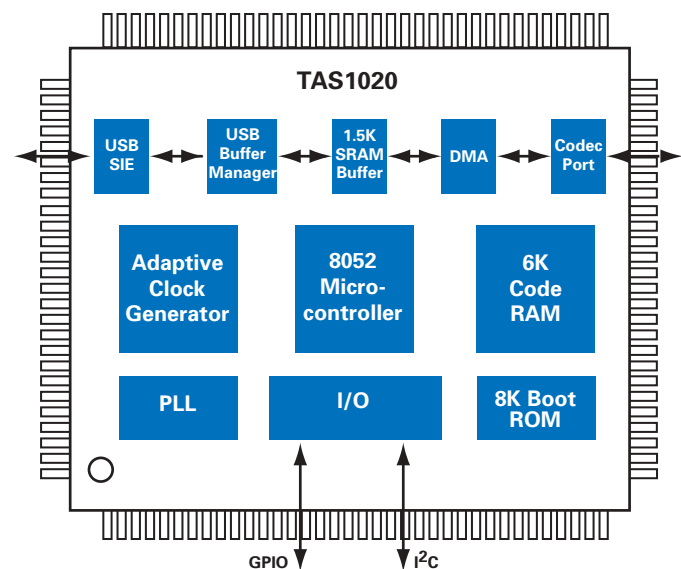 TAS1020
USB
SIE
USB
Buffer
Manager
1.5K
SRAM
Buffer
DMA
Codec
Port
Adaptive
Clock
Generator
8052
Micro-
controller
6K
Code
RAM
PLL
I/O
8K Boot
ROM
GPIO
I²C